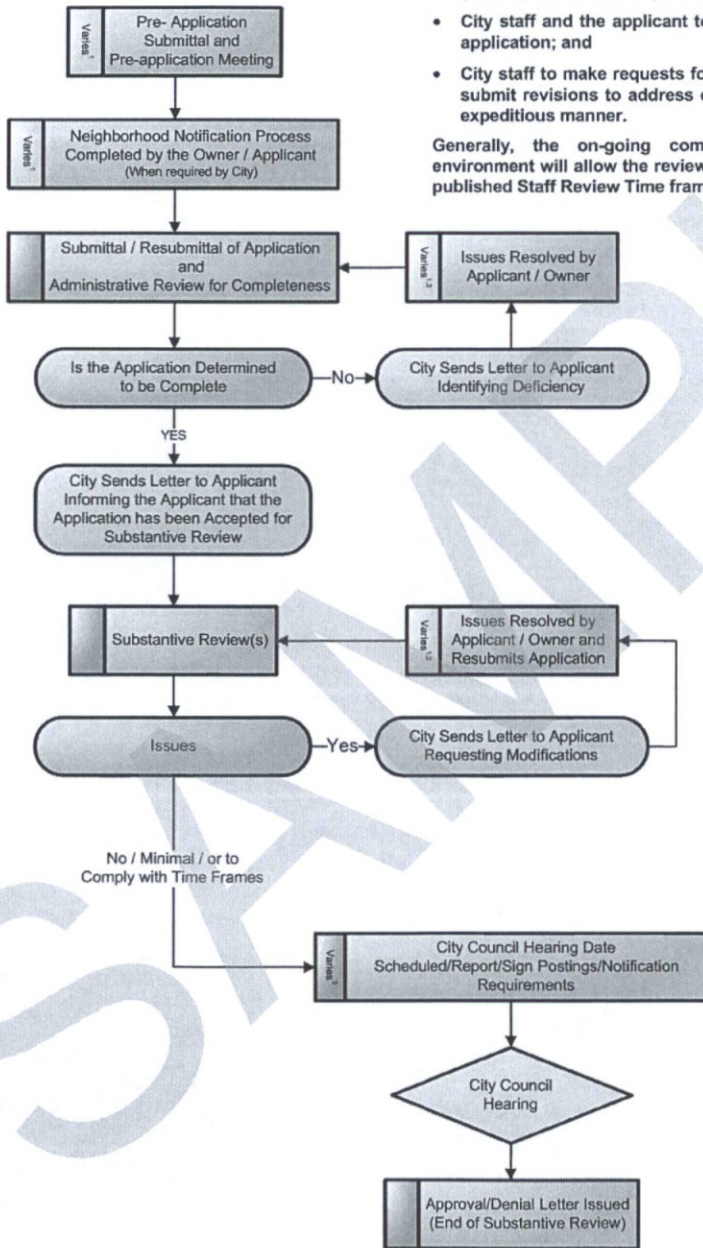 Pre- Application
Submittal and
Pre-application Meeting
Varies¹
• City staff and the applicant to
application; and
• City staff to make requests fo
submit revisions to address
expeditious manner.
Generally, the on-going com
environment will allow the review
published Staff Review Time fram
Neighborhood Notification Process
Completed by the Owner / Applicant
(When required by City)
Varies¹
Submittal / Resubmittal of Application
and
Administrative Review for Completeness
Issues Resolved by
Applicant / Owner
Varies¹,²
Is the Application Determined
to be Complete
No
City Sends Letter to Applicant
Identifying Deficiency
YES
City Sends Letter to Applicant
Informing the Applicant that the
Application has been Accepted for
Substantive Review
Substantive Review(s)
Issues Resolved by
Applicant / Owner and
Resubmits Application
Varies
Issues
Yes
City Sends Letter to Applicant
Requesting Modifications
No / Minimal / or to
Comply with Time Frames
City Council Hearing Date
Scheduled/Report/Sign Postings/Notification
Requirements
Varies
City Council
Hearing
Approval/Denial Letter Issued
(End of Substantive Review)
SAMP